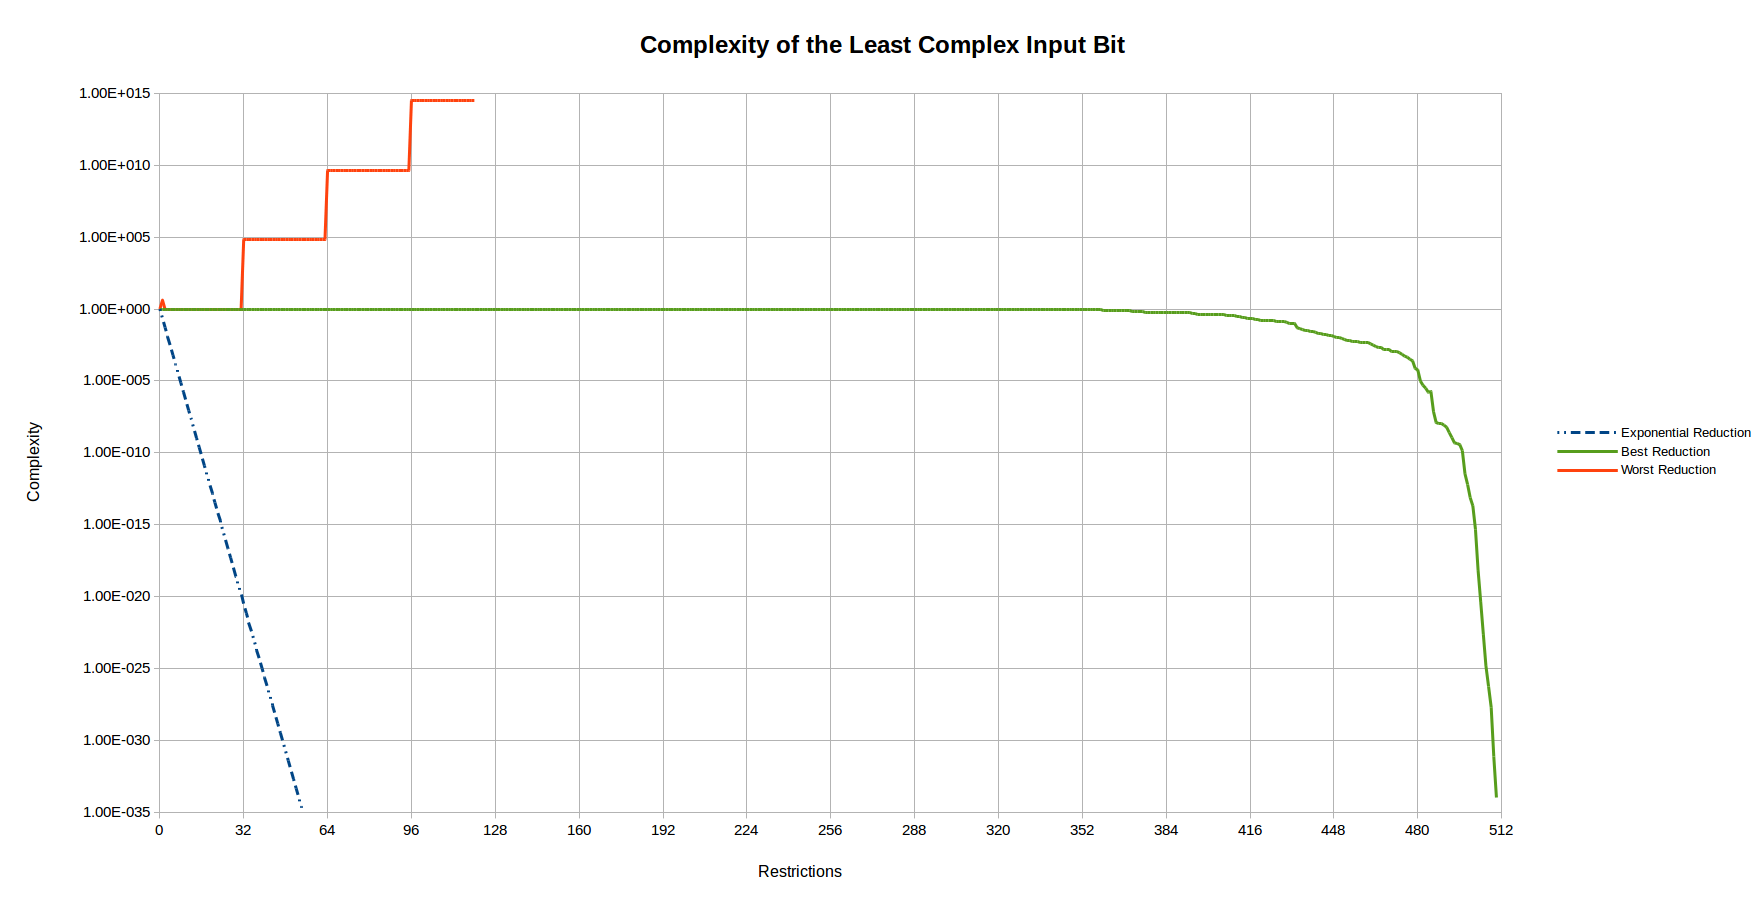 Complexity of the Least Complex Input Bit
1.00E+015
1.00E+010
1.00E+005
1.00E+000
1.00E-005
1.00E-010
1.00E-015
1.00E-020
1.00E-025
1.00E-030
1.00E-035
Complexity
0 32 64 96 128 160 192 224 256 288 320 352 384 416 448 480 512
Restrictions
Exponential Reduction
Best Reduction
Worst Reduction